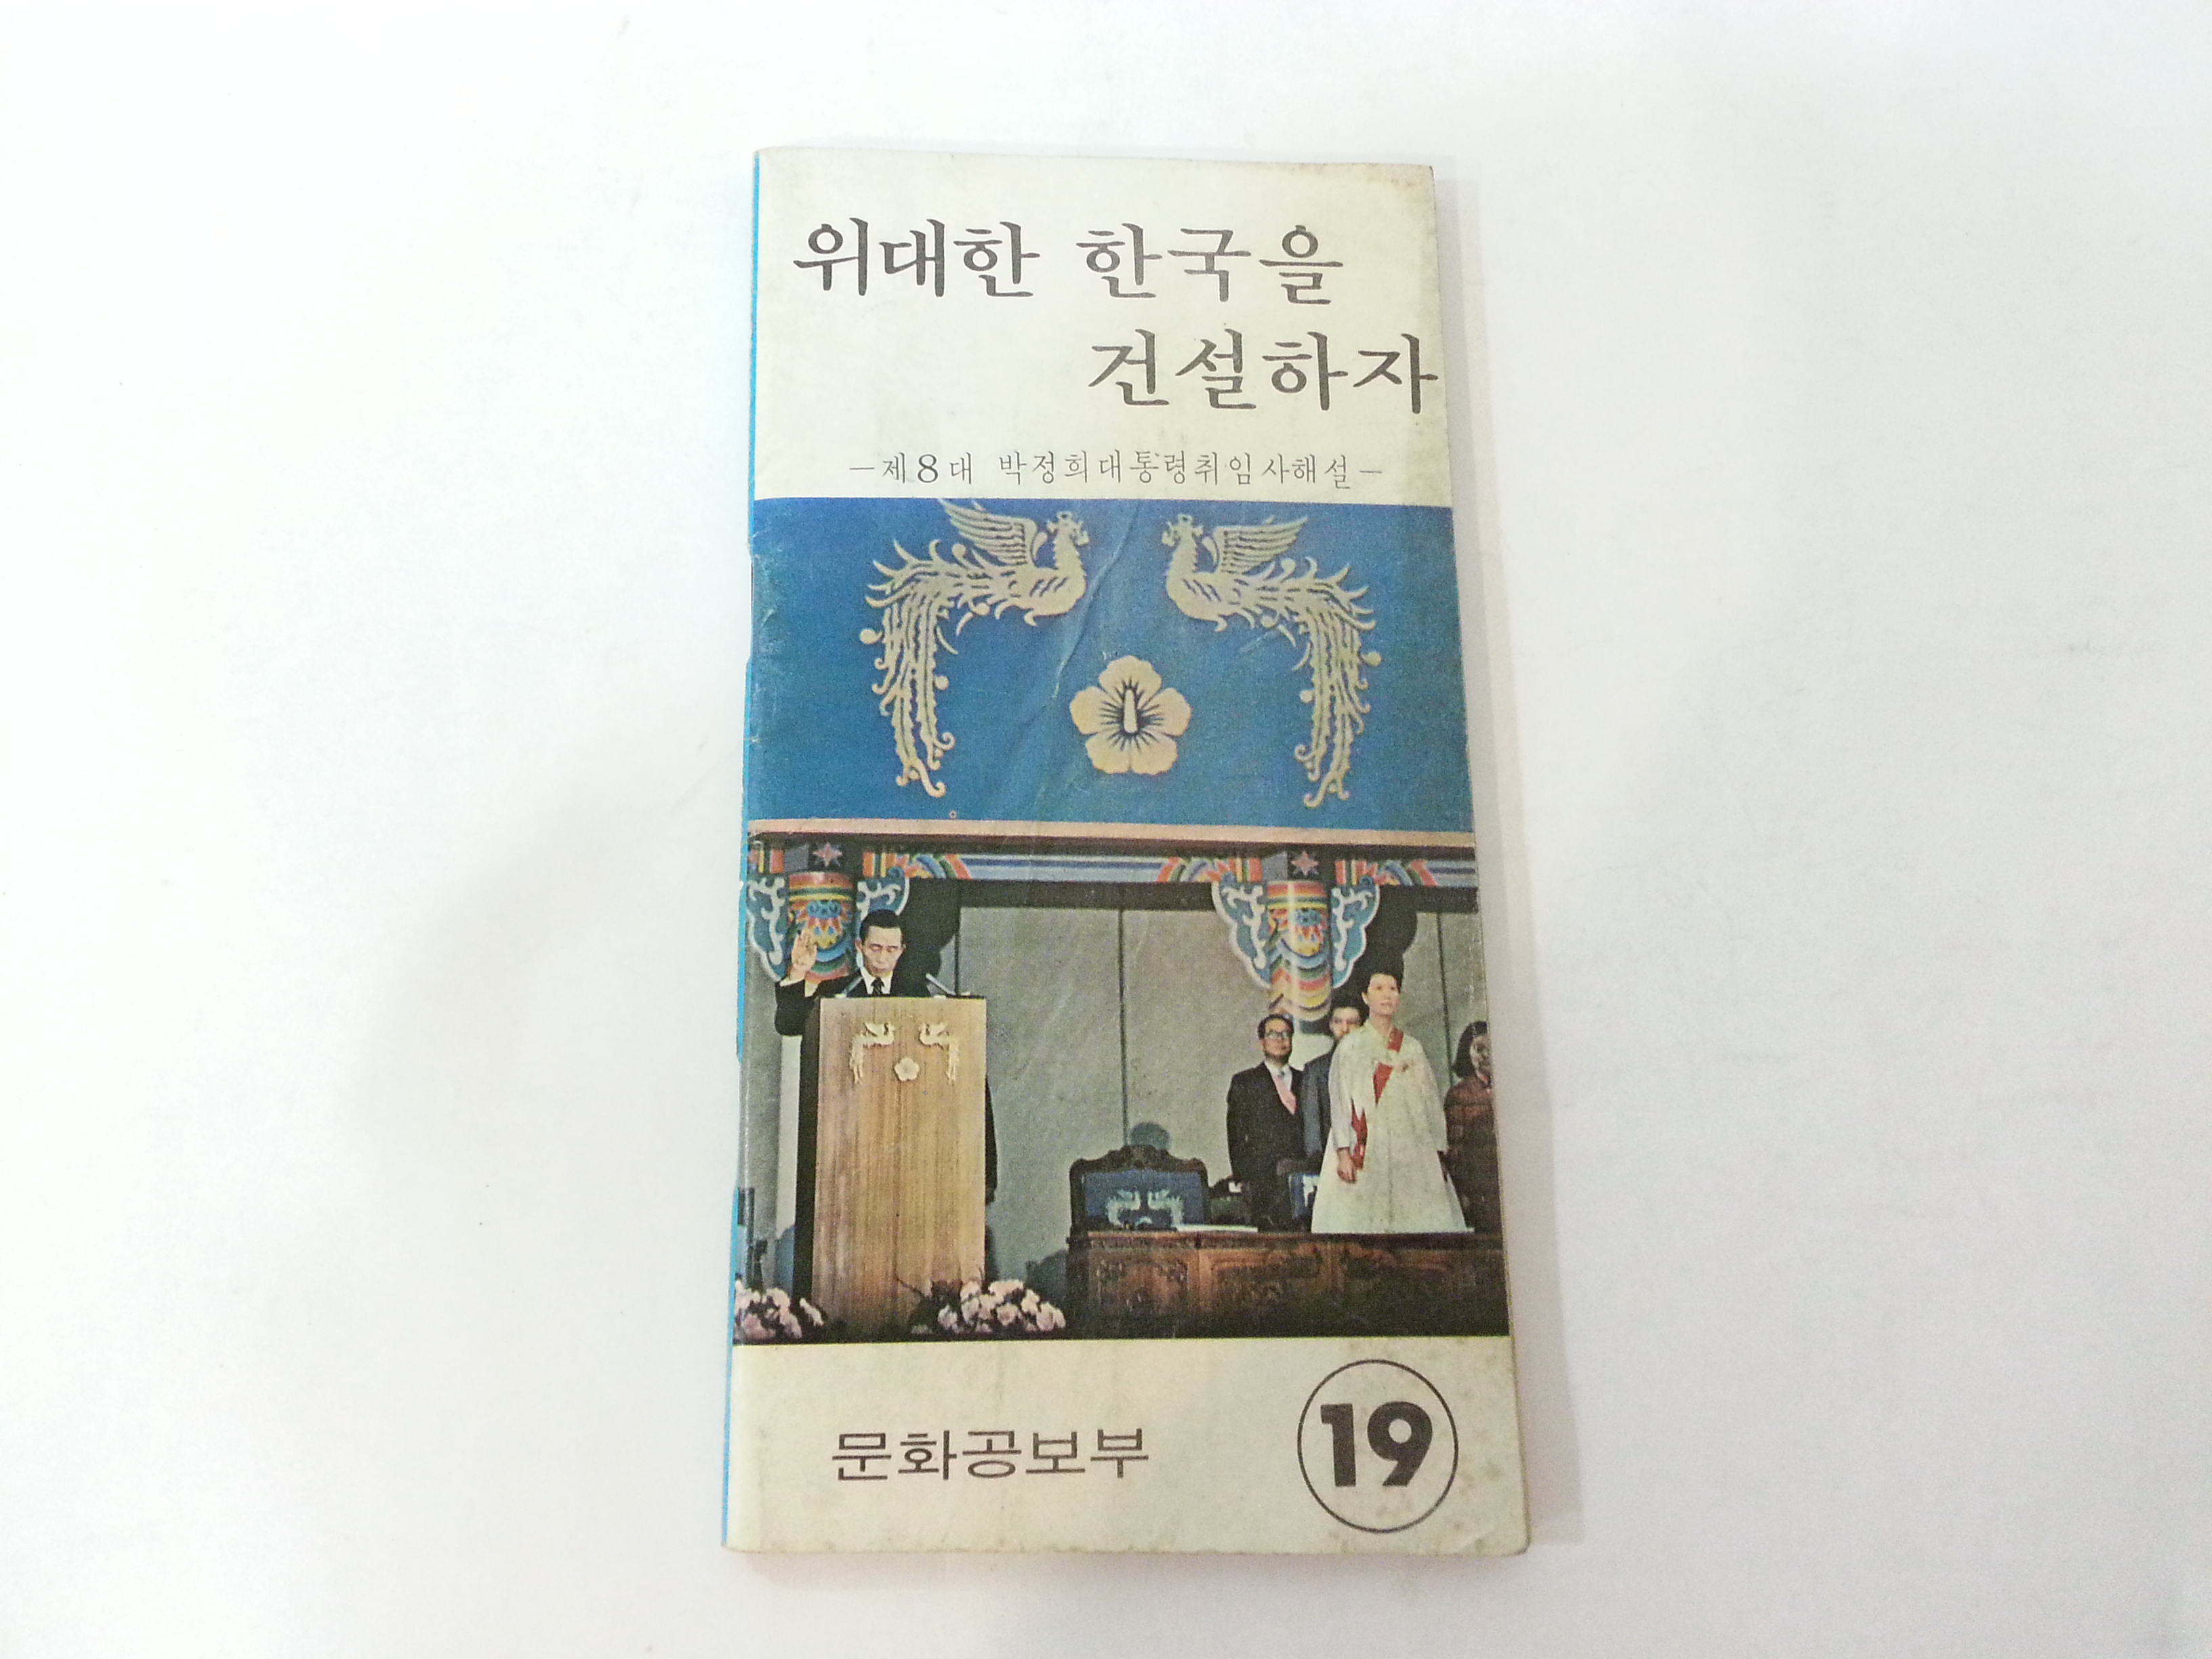 위대한 한국을
건설하자
—제8대 박정희대통령취임사해설—
문화공보부
19